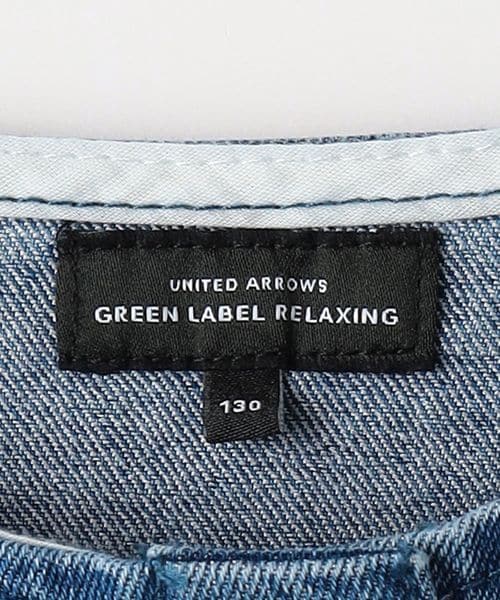 UNITED ARROWS
GREEN LABEL RELAXING
130